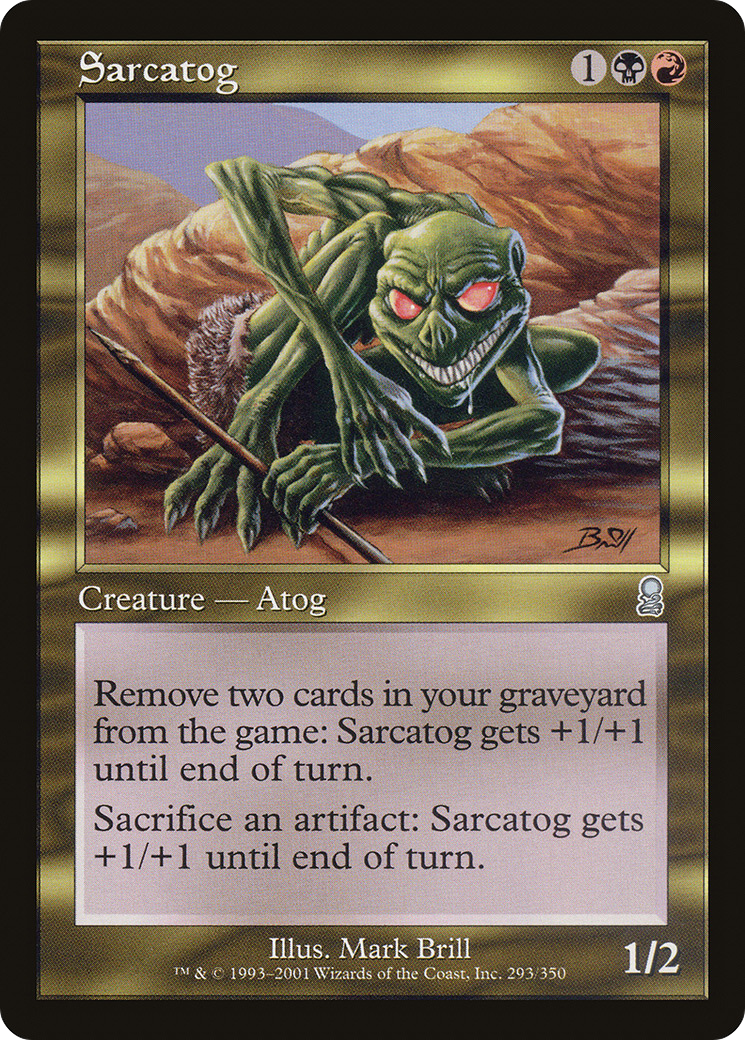 Sarcatog
1
Brill
Creature — Atog
Remove two cards in your graveyard
from the game: Sarcatog gets +1/+1
until end of turn.
Sacrifice an artifact: Sarcatog gets
+1/+1 until end of turn.
Illus. Mark Brill
™ & © 1993–2001 Wizards of the Coast, Inc. 293/350
1/2